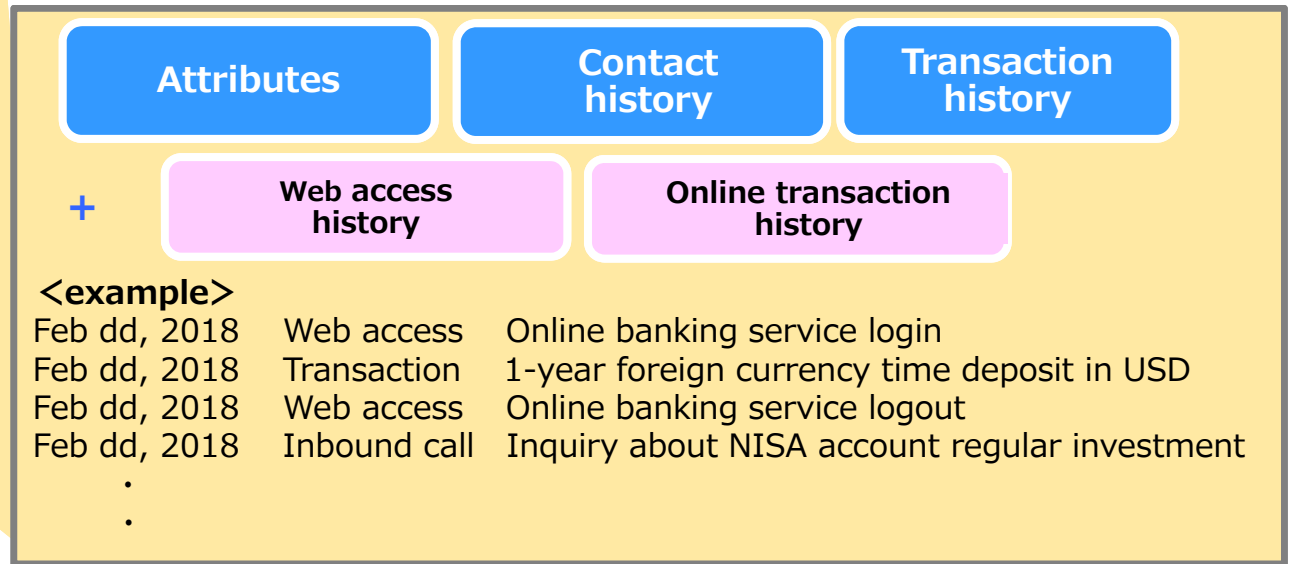 Attributes
Contact
history
Transaction
history
+
Web access
history
Online transaction
history
<example>
Feb dd, 2018 Web access Online banking service login
Feb dd, 2018 Transaction 1-year foreign currency time deposit in USD
Feb dd, 2018 Web access Online banking service logout
Feb dd, 2018 Inbound call Inquiry about NISA account regular investment
・
・